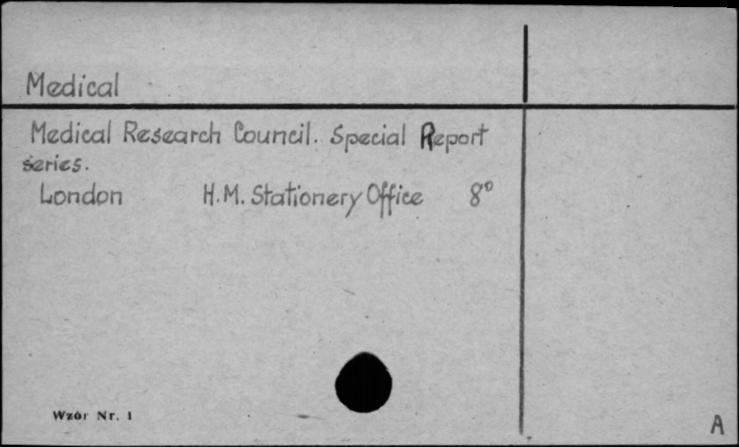 Medical
Medical Research Council. Special Report
series.
London H.M. Stationery Office 8°
Wzór Nr. 1
A